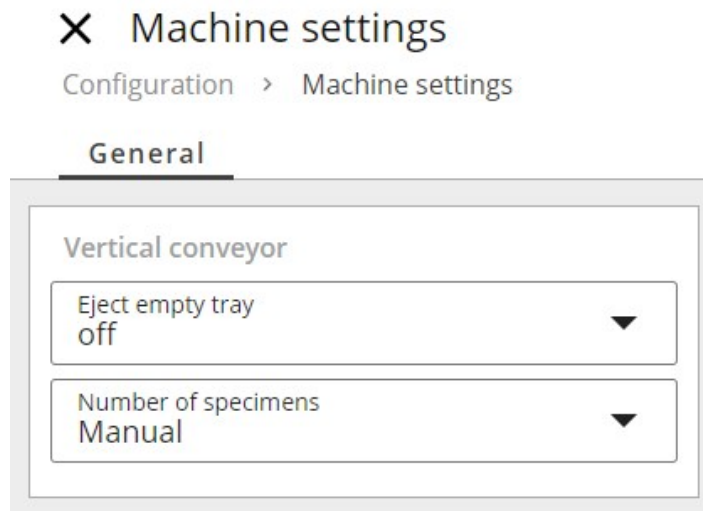 Machine settings
Configuration > Machine settings
General
Vertical conveyor
Eject empty tray
off
Number of specimens
Manual